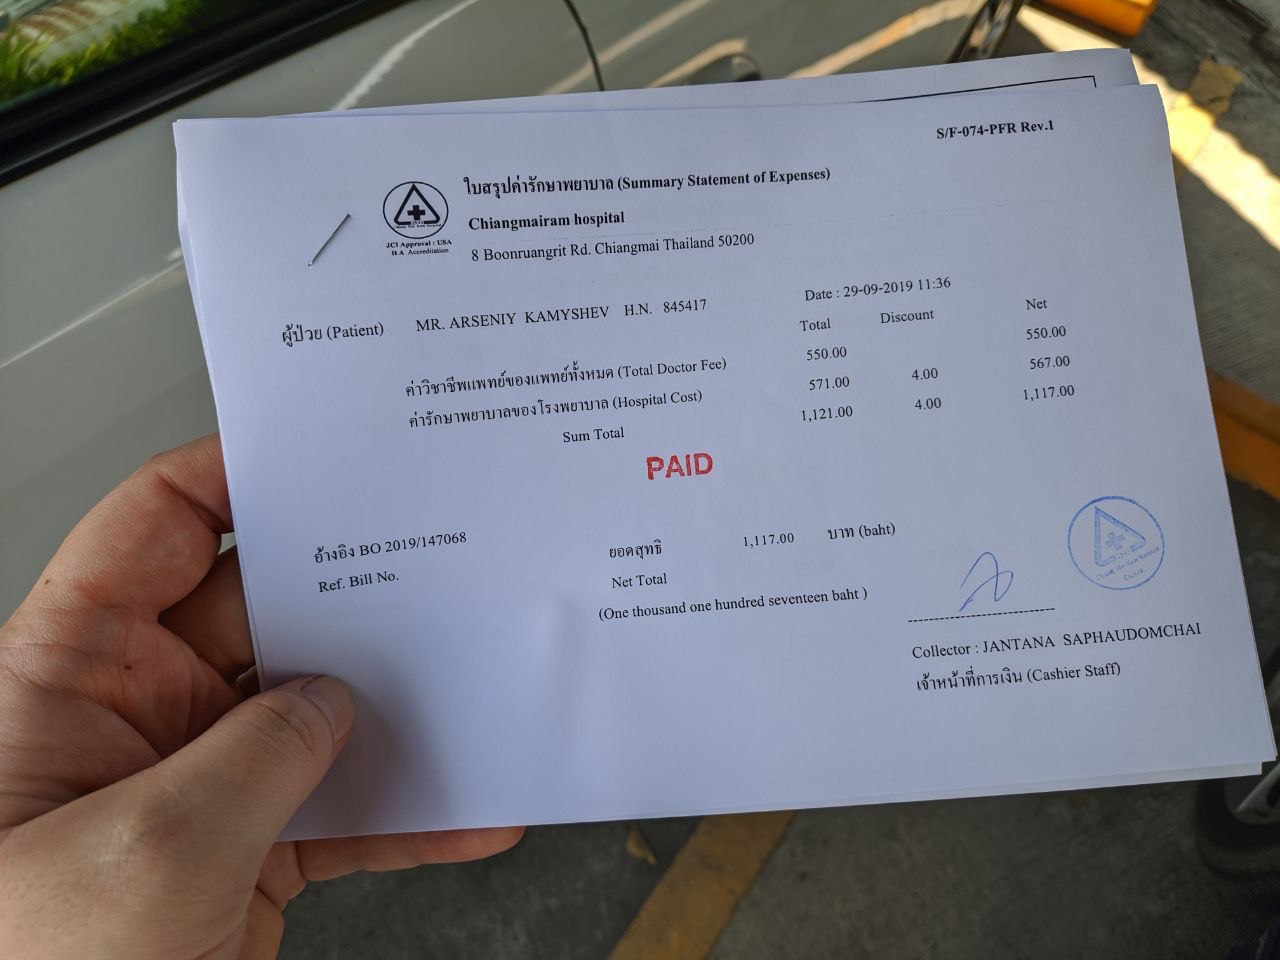 S/F-074-PFR Rev.1
ใบสรุปค่ารักษาพยาบาล (Summary Statement of Expenses)
Chiangmairam hospital
8 Boonruangrit Rd. Chiangmai Thailand 50200
JCI Approval : USA
HA Accreditation
ผู้ป่วย (Patient) MR. ARSENIY KAMYSHEV H.N. 845417 Date : 29-09-2019 11:36
Total Discount Net
ค่าวิชาชีพแพทย์ของแพทย์ทั้งหมด (Total Doctor Fee) 550.00 550.00
ค่ารักษาพยาบาลของโรงพยาบาล (Hospital Cost) 571.00 4.00 567.00
Sum Total 1,121.00 4.00 1,117.00
PAID
อ้างอิง BO 2019/147068 ยอดสุทธิ 1,117.00 บาท (baht)
Ref. Bill No. Net Total
(One thousand one hundred seventeen baht )
Collector : JANTANA SAPHAUDOMCHAI
เจ้าหน้าที่การเงิน (Cashier Staff)